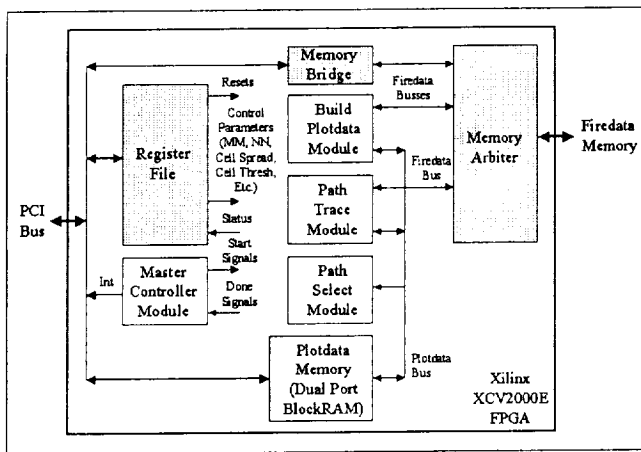 Resets
Memory
Bridge
Firedata
Busses
Control
Parameters
(MM, NN,
Cell Spread,
Cell Thresh,
Etc.)
Register
File
Build
Plotdata
Module
Memory
Arbiter
Firedata
Memory
Firedata
Bus
Path
Trace
Module
PCI
Bus
Status
Start
Signals
Int
Master
Controller
Module
Done
Signals
Path
Select
Module
Plotdata
Memory
(Dual Port
BlockRAM)
Plotdata
Bus
Xilinx
XCV2000E
FPGA